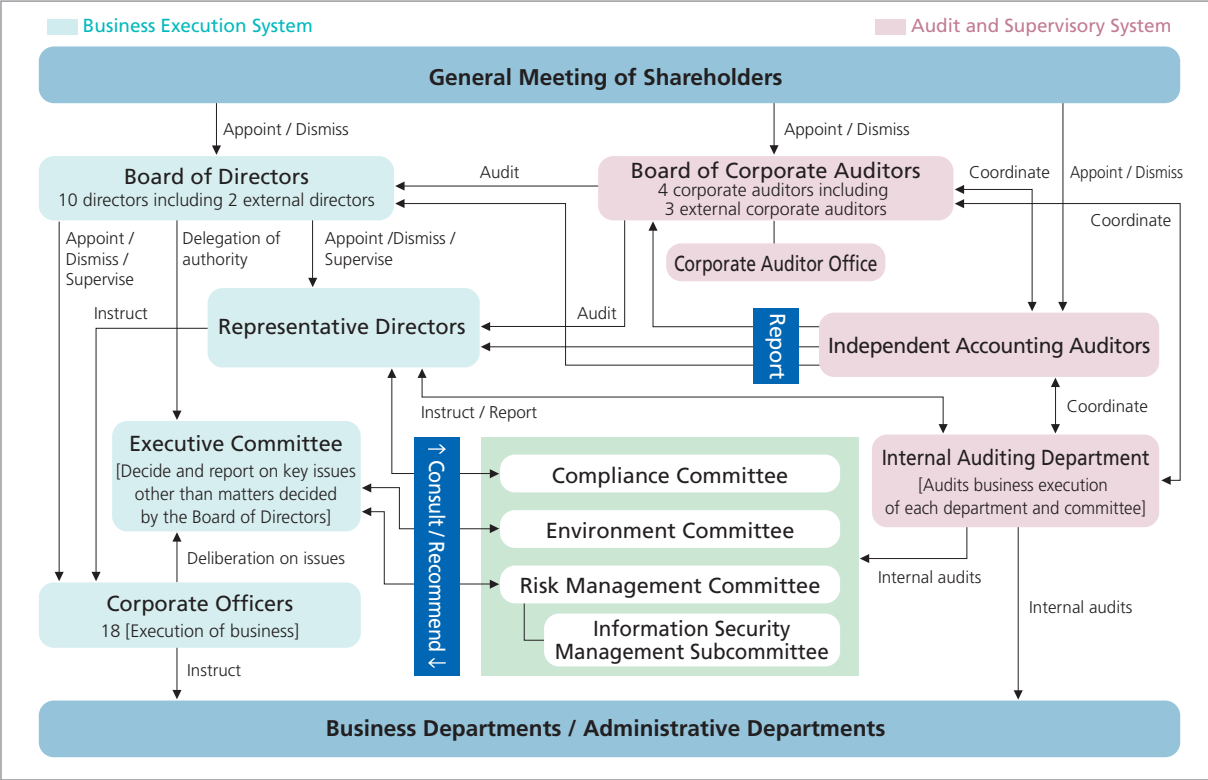 Business Execution System
Audit and Supervisory System
General Meeting of Shareholders
Appoint / Dismiss
Appoint / Dismiss
Appoint / Dismiss
Board of Directors
10 directors including 2 external directors
Audit
Board of Corporate Auditors
4 corporate auditors including
3 external corporate auditors
Coordinate
Coordinate
Appoint /
Dismiss /
Supervise
Delegation of
authority
Appoint /Dismiss /
Supervise
Corporate Auditor Office
Instruct
Representative Directors
Audit
Report
Independent Accounting Auditors
Instruct / Report
Coordinate
Executive Committee
[Decide and report on key issues
other than matters decided
by the Board of Directors]
↑ Consult / Recommend ↓
Compliance Committee
Environment Committee
Risk Management Committee
Information Security
Management Subcommittee
Internal Auditing Department
[Audits business execution
of each department and committee]
Deliberation on issues
Internal audits
Internal audits
Corporate Officers
18 [Execution of business]
Instruct
Business Departments / Administrative Departments